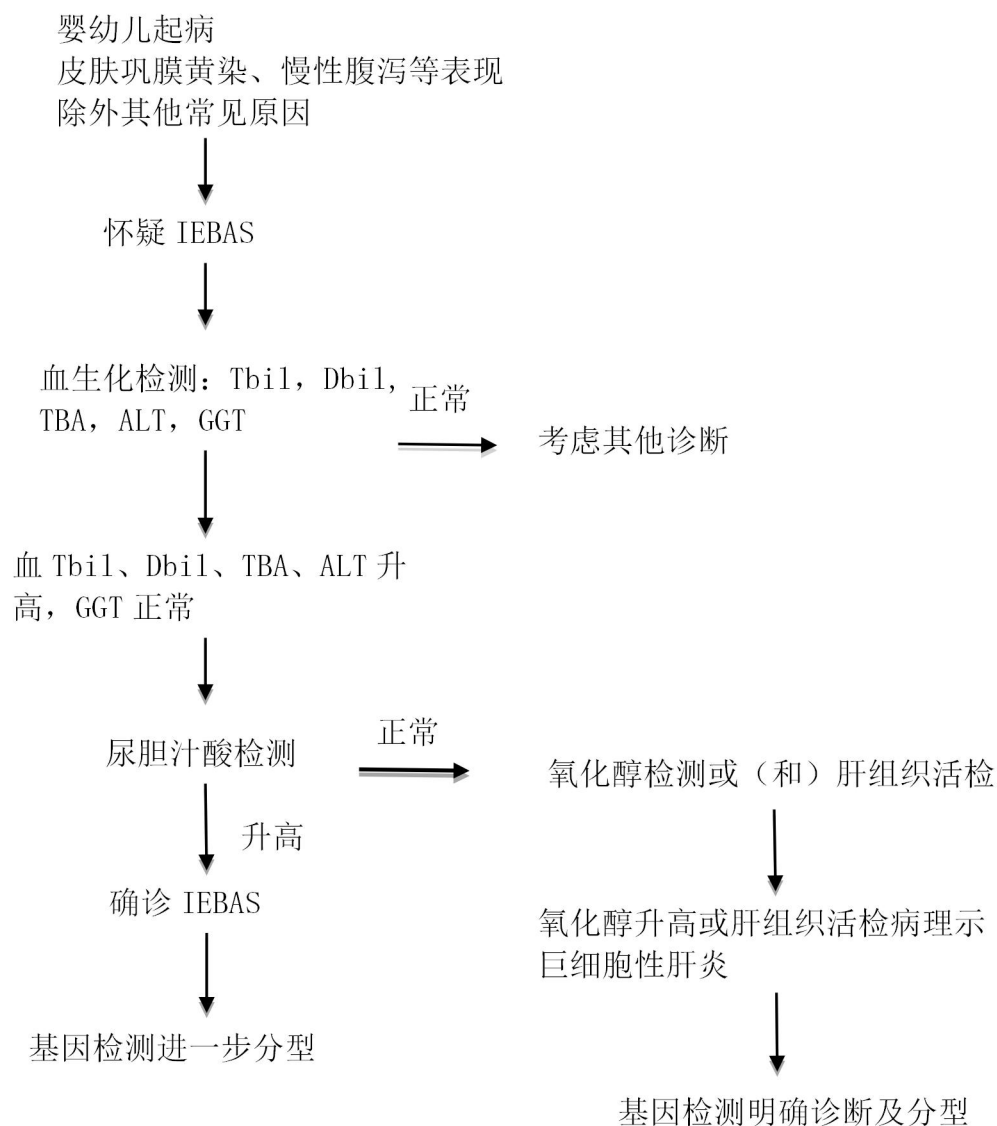 婴幼儿起病
皮肤巩膜黄染、慢性腹泻等表现
除外其他常见原因
怀疑 IEBAS
血生化检测：Tbil，Dbil，
TBA，ALT，GGT
正常
考虑其他诊断
血 Tbil、Dbil、TBA、ALT 升
高，GGT 正常
尿胆汁酸检测
正常
氧化醇检测或（和）肝组织活检
升高
确诊 IEBAS
氧化醇升高或肝组织活检病理示
巨细胞性肝炎
基因检测进一步分型
基因检测明确诊断及分型